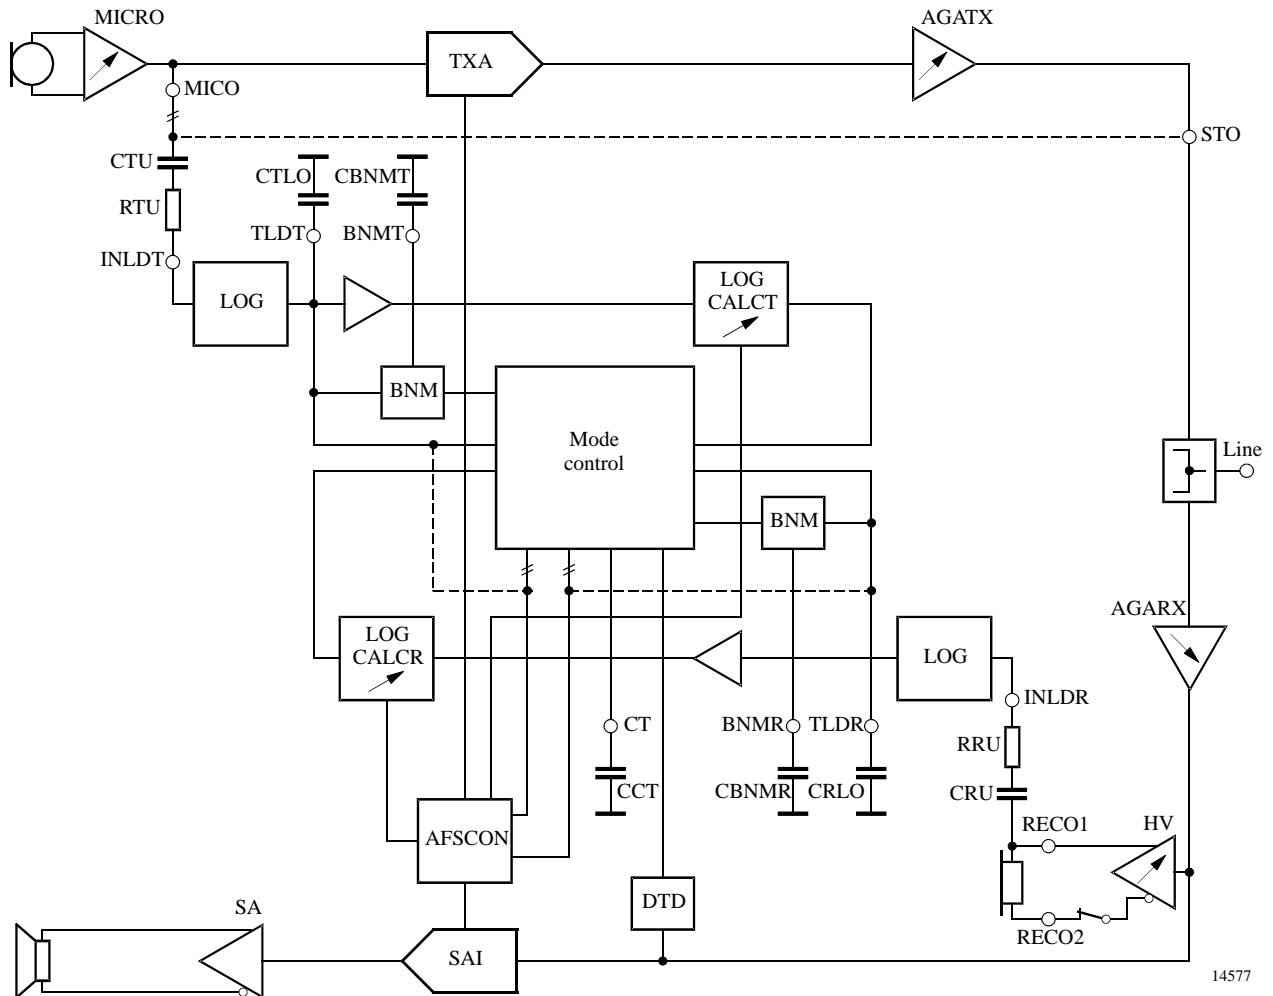 MICRO
AGATX
TXA
MICO
STO
CTU
CTLO
CBNMT
RTU
TLDT
BNMT
INLDT
LOG
LOG
CALCT
BNM
Mode
control
Line
BNM
AGARX
LOG
CALCR
LOG
INLDR
CT
BNMR
TLDR
RRU
CCT
CBNMR
CRLO
CRU
AFSCON
RECO1
HV
DTD
SA
RECO2
SAI
14577